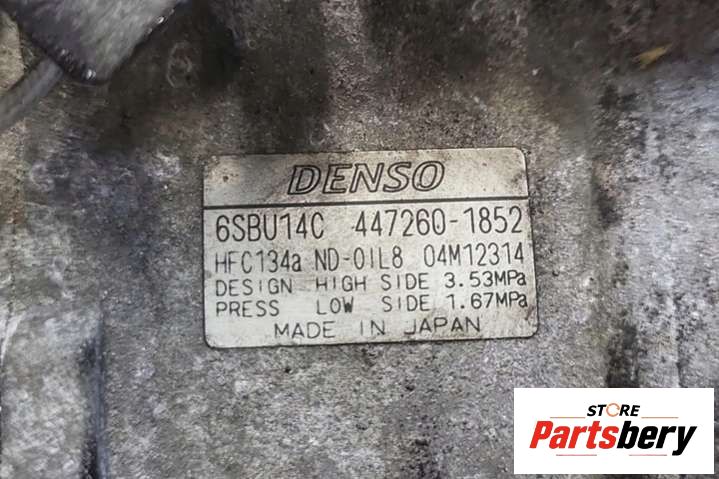 DENSO
6SBU14C 447260-1852
HFC134a ND-OIL8 04M12314
DESIGN HIGH SIDE 3.53MPa
PRESS LOW SIDE 1.67MPa
MADE IN JAPAN
STORE
Partsbery